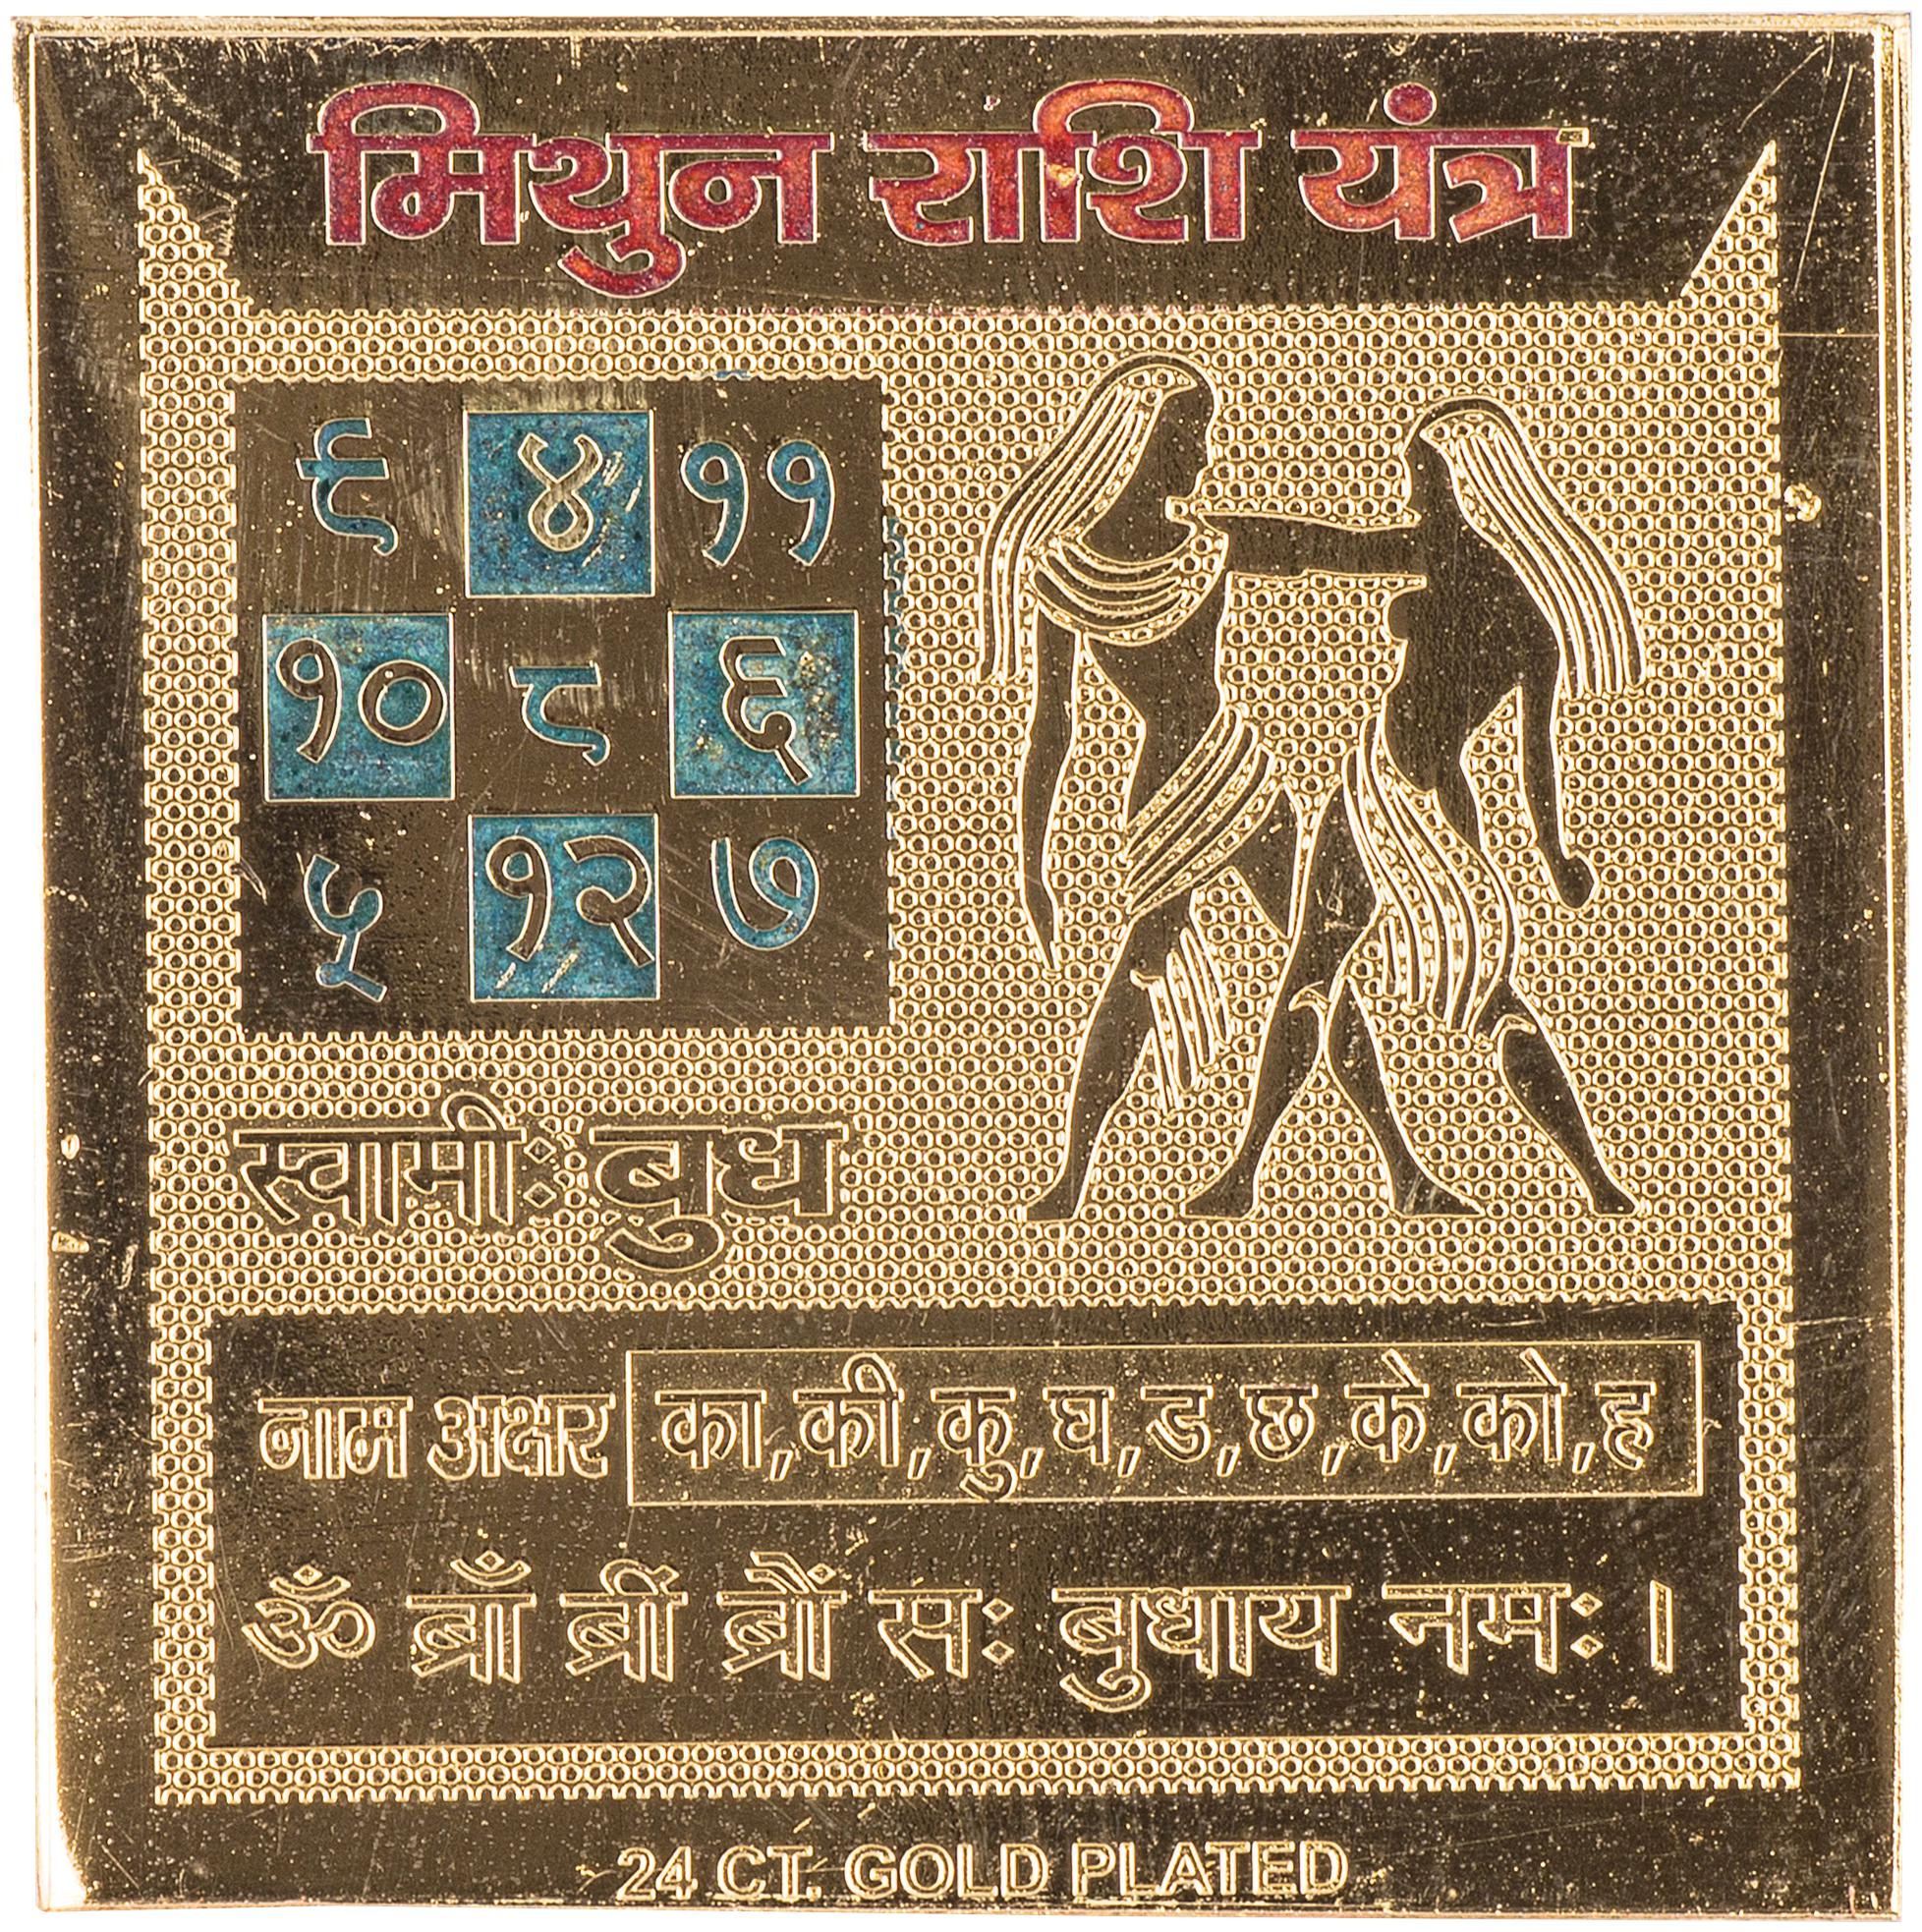 मिथुन राशि यंत्र
९ ४ ११
१० ८ ६
५ १२ ७
स्वामी: बुध
नाम अक्षर का,की,कु,घ,ड,छ,के,को,ह
ॐ ब्राँ ब्रीं ब्रौं सः बुधाय नमः।
24 CT. GOLD PLATED